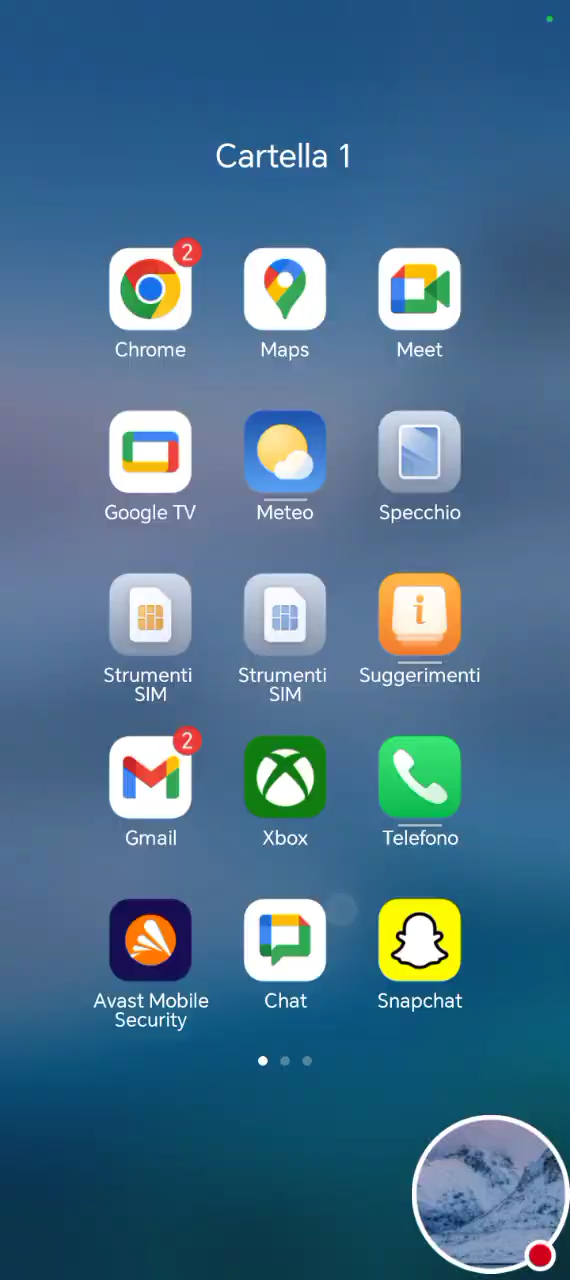 Cartella 1
2
Chrome
Maps
Meet
Google TV
Meteo
Specchio
Strumenti
SIM
Strumenti
SIM
Suggerimenti
2
Gmail
Xbox
Telefono
Avast Mobile
Security
Chat
Snapchat